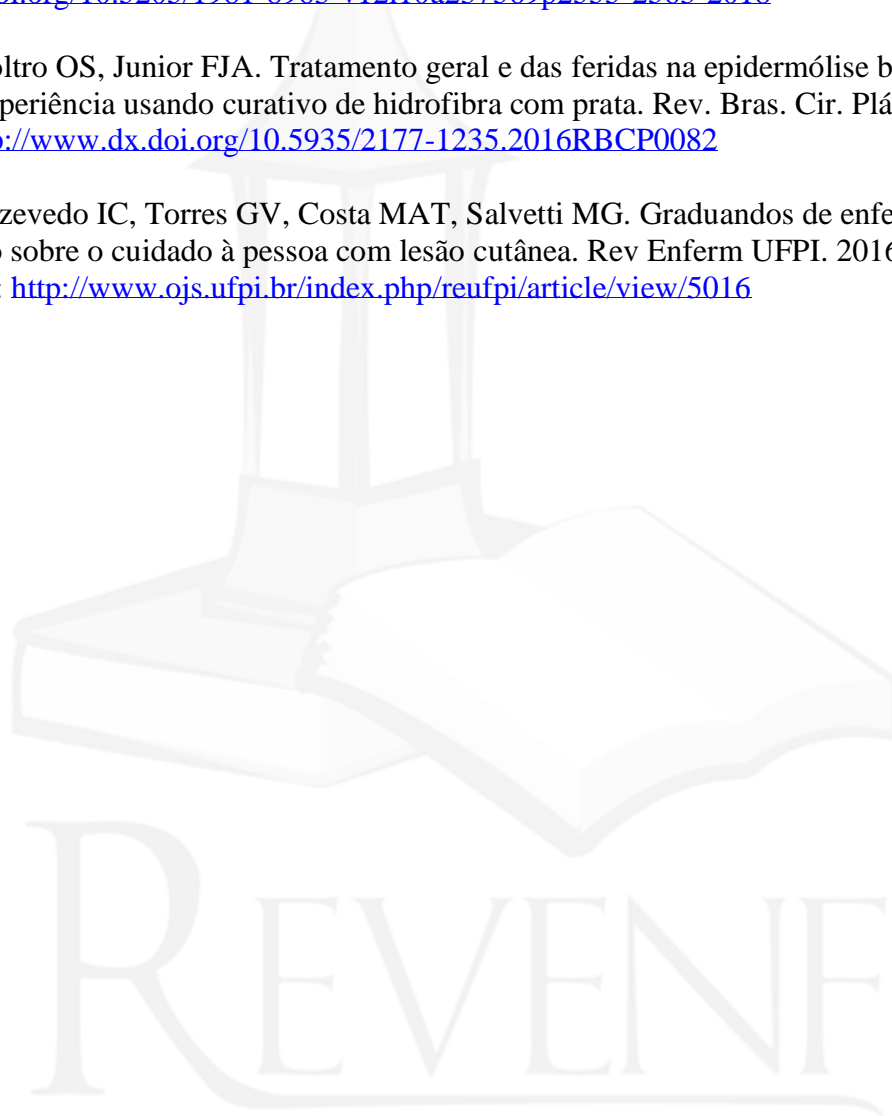 oltro OS, Junior FJA. Tratamento geral e das feridas na epidermólise b
periência usando curativo de hidrofibra com prata. Rev. Bras. Cir. Plá
://www.dx.doi.org/10.5935/2177-1235.2016RBCP0082
zevedo IC, Torres GV, Costa MAT, Salvetti MG. Graduandos de enfe
o sobre o cuidado à pessoa com lesão cutânea. Rev Enferm UFPI. 2016
: http://www.ojs.ufpi.br/index.php/reufpi/article/view/5016
REVENF